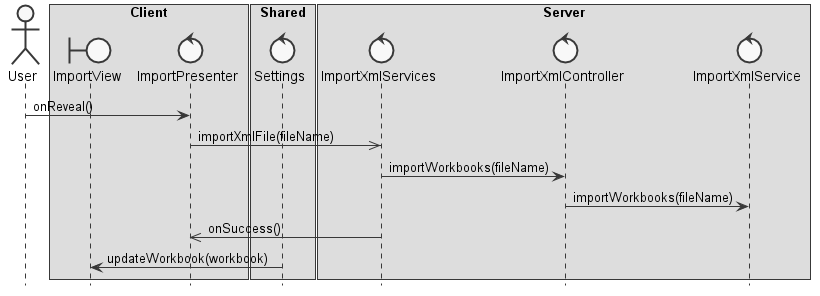 Client
Shared
Server
User
ImportView
ImportPresenter
Settings
ImportXmlServices
ImportXmlController
ImportXmlService
onReveal()
importXmlFile(fileName)
importWorkbooks(fileName)
importWorkbooks(fileName)
onSuccess()
updateWorkbook(workbook)